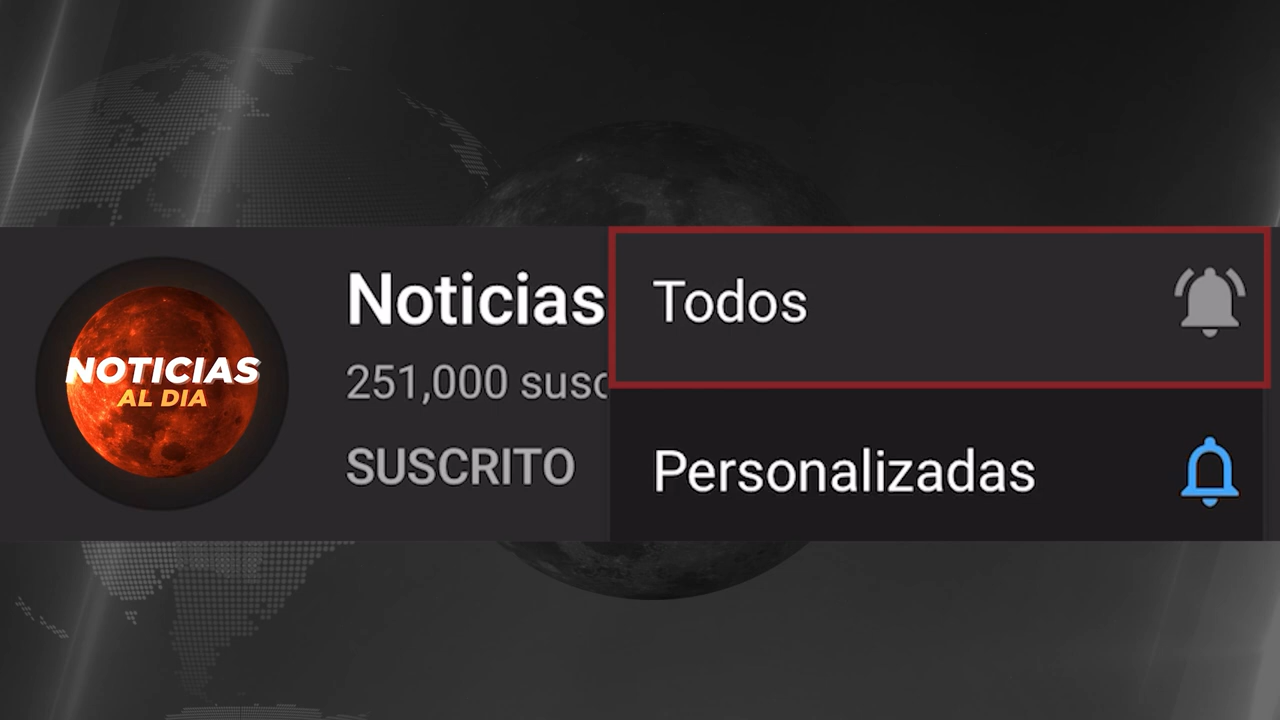 NOTICIAS
AL DIA
Noticias
251,000 susc
SUSCRITO
Todos
Personalizadas